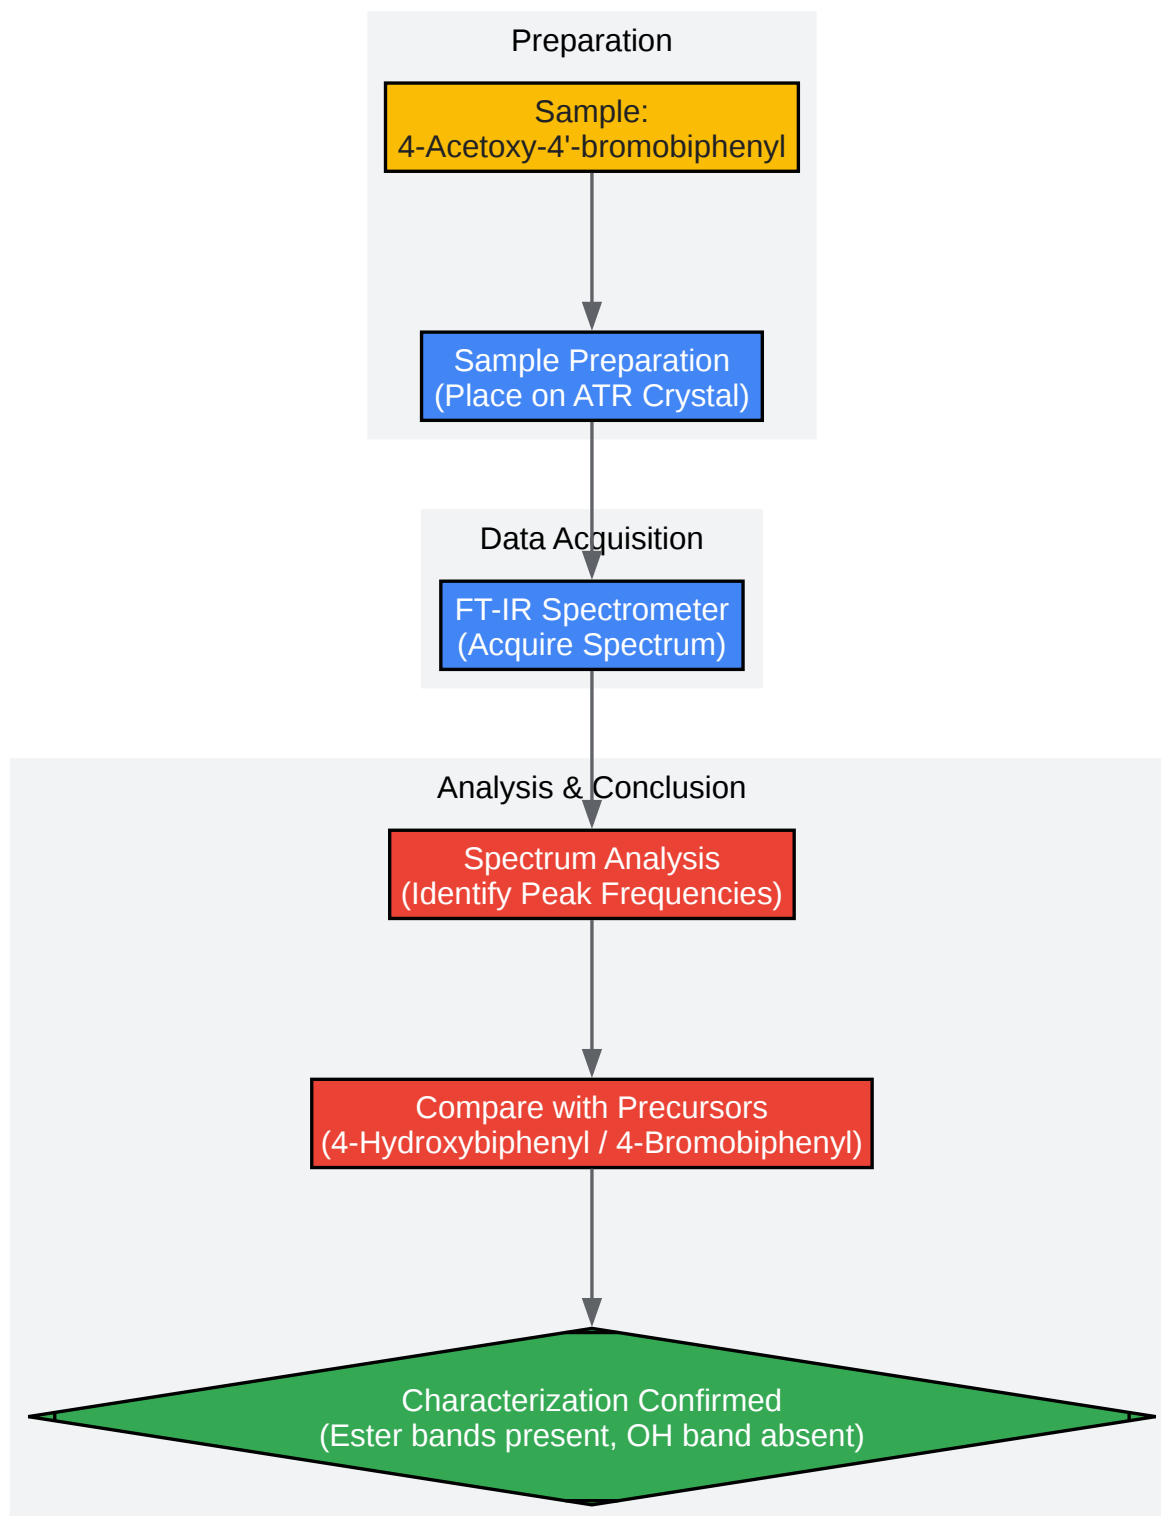 Preparation
Sample:
4-Acetoxy-4'-bromobiphenyl
Sample Preparation
(Place on ATR Crystal)
Data Acquisition
FT-IR Spectrometer
(Acquire Spectrum)
Analysis & Conclusion
Spectrum Analysis
(Identify Peak Frequencies)
Compare with Precursors
(4-Hydroxybiphenyl / 4-Bromobiphenyl)
Characterization Confirmed
(Ester bands present, OH band absent)